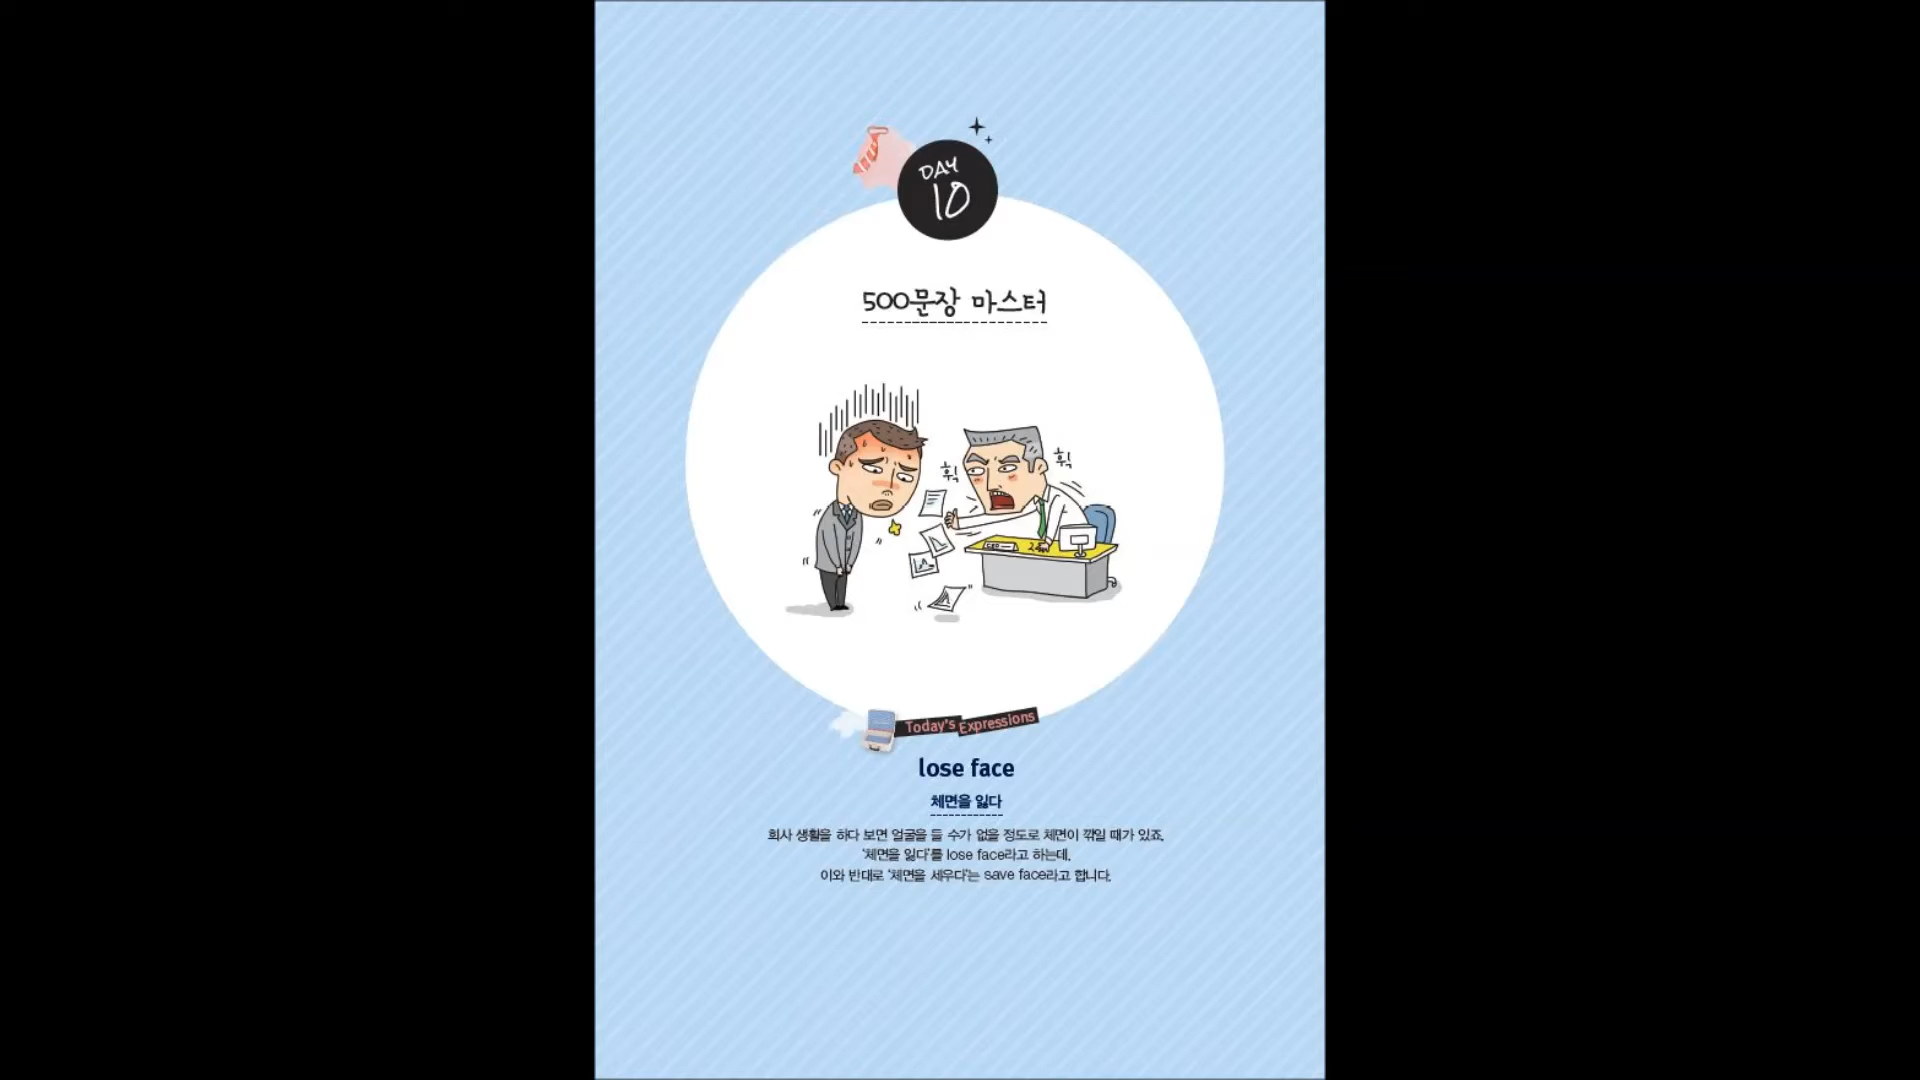 DAY
10
500문장 마스터
휙
휙
CEO
Today's Expressions
lose face
체면을 잃다
회사 생활을 하다 보면 얼굴을 들 수가 없을 정도로 체면이 깎일 때가 있죠.
‘체면을 잃다’를 lose face라고 하는데,
이와 반대로 ‘체면을 세우다’는 save face라고 합니다.